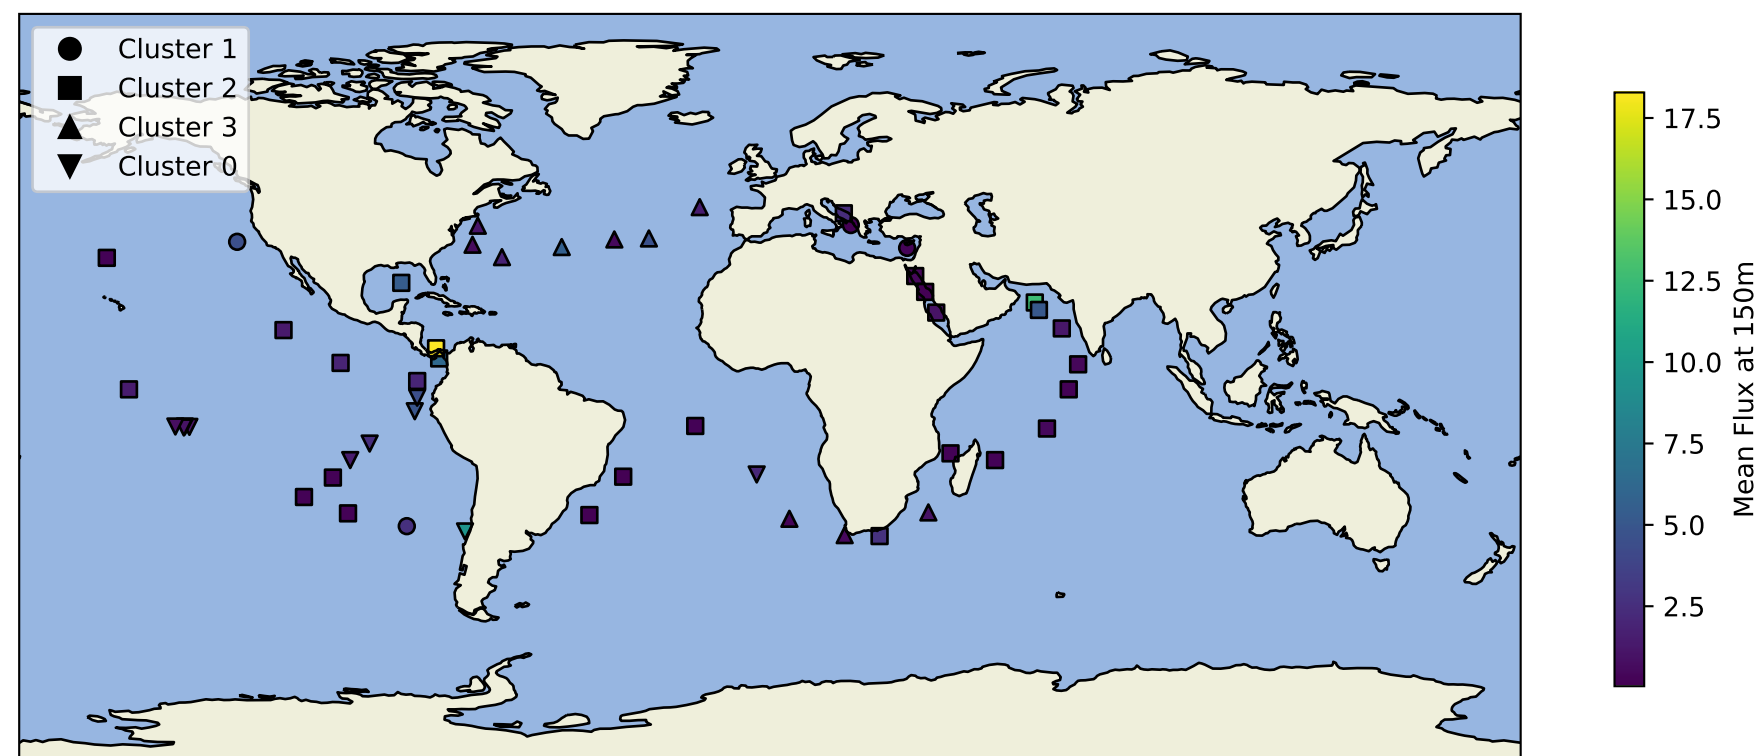 Cluster 1
Cluster 2
Cluster 3
Cluster 0
17.5
15.0
12.5
10.0
7.5
5.0
2.5
Mean Flux at 150m